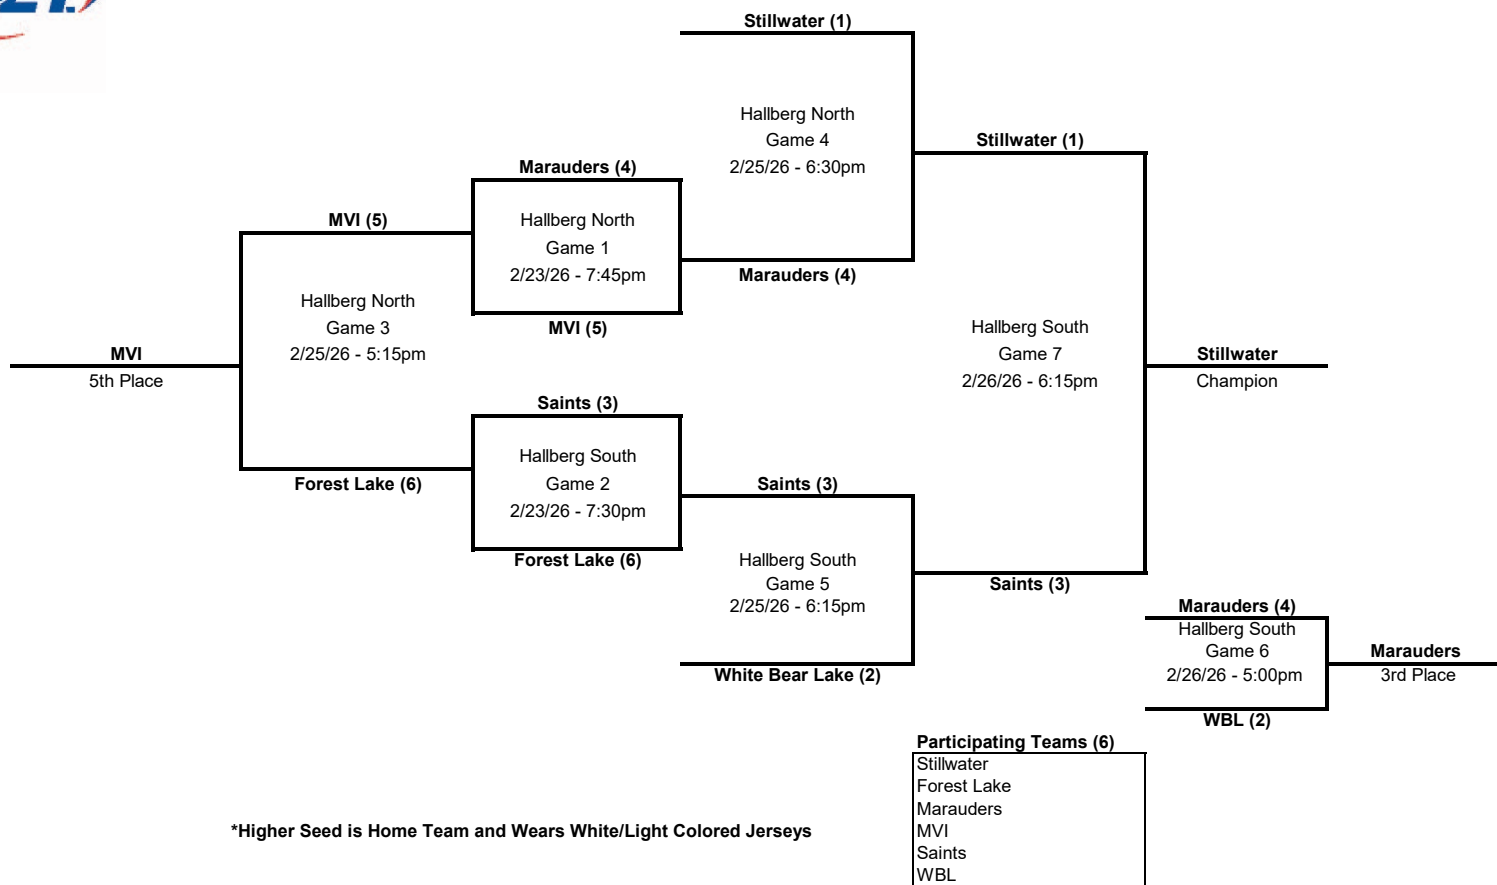 Stillwater (1)
Hallberg North
Game 4
2/25/26 - 6:30pm
Stillwater (1)
Marauders (4)
MVI (5)
Hallberg North
Game 1
2/23/26 - 7:45pm
Marauders (4)
Hallberg North
Game 3
2/25/26 - 5:15pm
MVI (5)
Hallberg South
Game 7
2/26/26 - 6:15pm
MVI
5th Place
Stillwater
Champion
Saints (3)
Hallberg South
Game 2
2/23/26 - 7:30pm
Forest Lake (6)
Saints (3)
Forest Lake (6)
Hallberg South
Game 5
2/25/26 - 6:15pm
Saints (3)
White Bear Lake (2)
Marauders (4)
Hallberg South
Game 6
2/26/26 - 5:00pm
Marauders
3rd Place
WBL (2)
Participating Teams (6)
Stillwater
Forest Lake
Marauders
MVI
Saints
WBL
*Higher Seed is Home Team and Wears White/Light Colored Jerseys